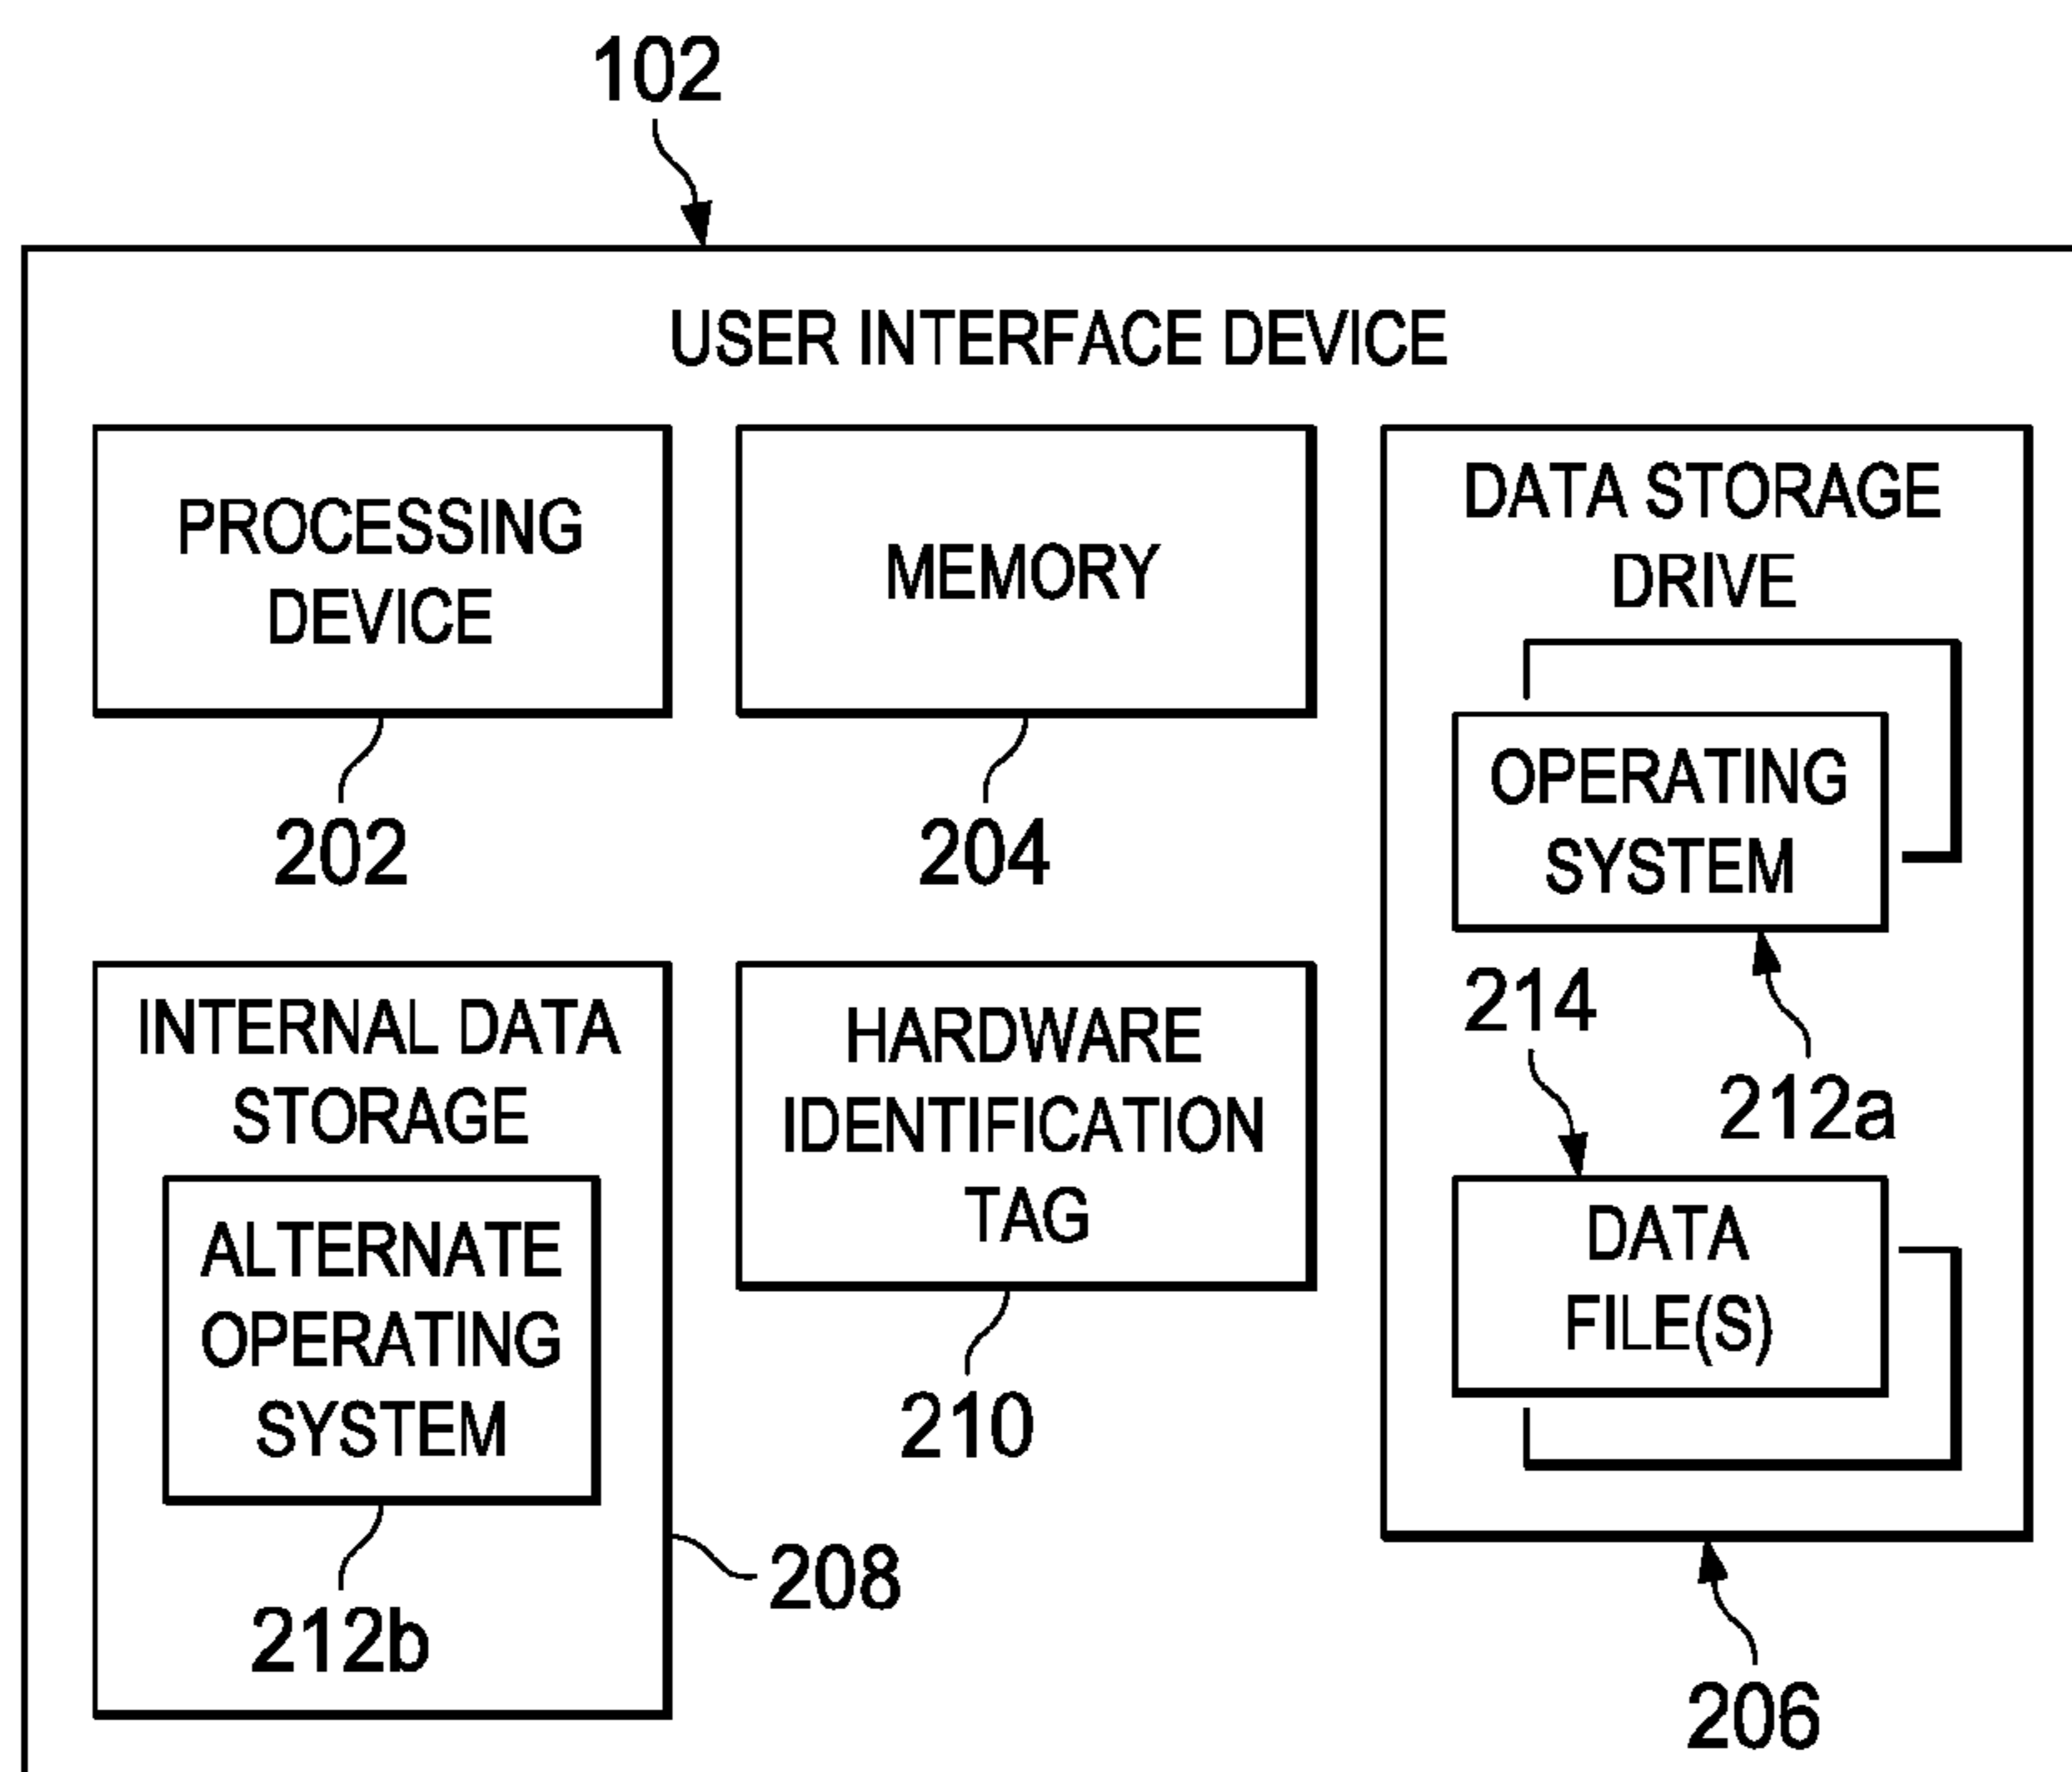 102
USER INTERFACE DEVICE
PROCESSING
DEVICE
202
MEMORY
204
DATA STORAGE
DRIVE
OPERATING
SYSTEM
212a
214
DATA
FILE(S)
206
INTERNAL DATA
STORAGE
ALTERNATE
OPERATING
SYSTEM
212b
208
HARDWARE
IDENTIFICATION
TAG
210